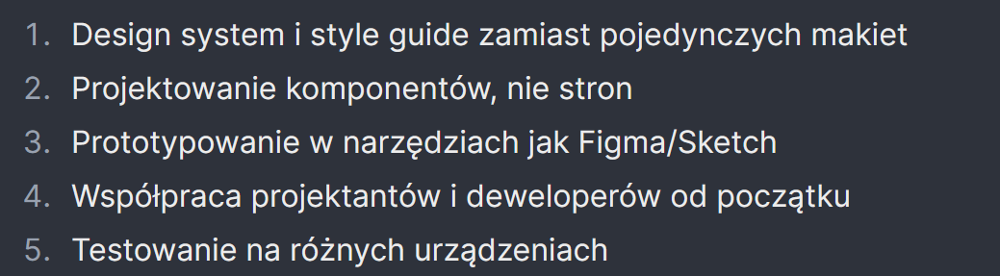 1. Design system i style guide zamiast pojedynczych makiet
2. Projektowanie komponentów, nie stron
3. Prototypowanie w narzędziach jak Figma/Sketch
4. Współpraca projektantów i deweloperów od początku
5. Testowanie na różnych urządzeniach